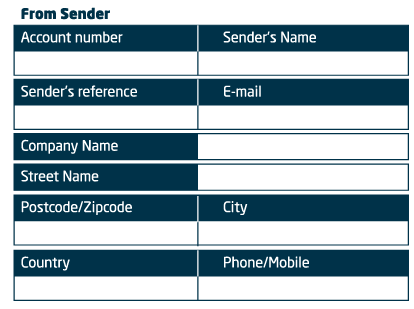 From Sender
Account number Sender's Name
Sender's reference E-mail
Company Name
Street Name
Postcode/Zipcode City
Country Phone/Mobile